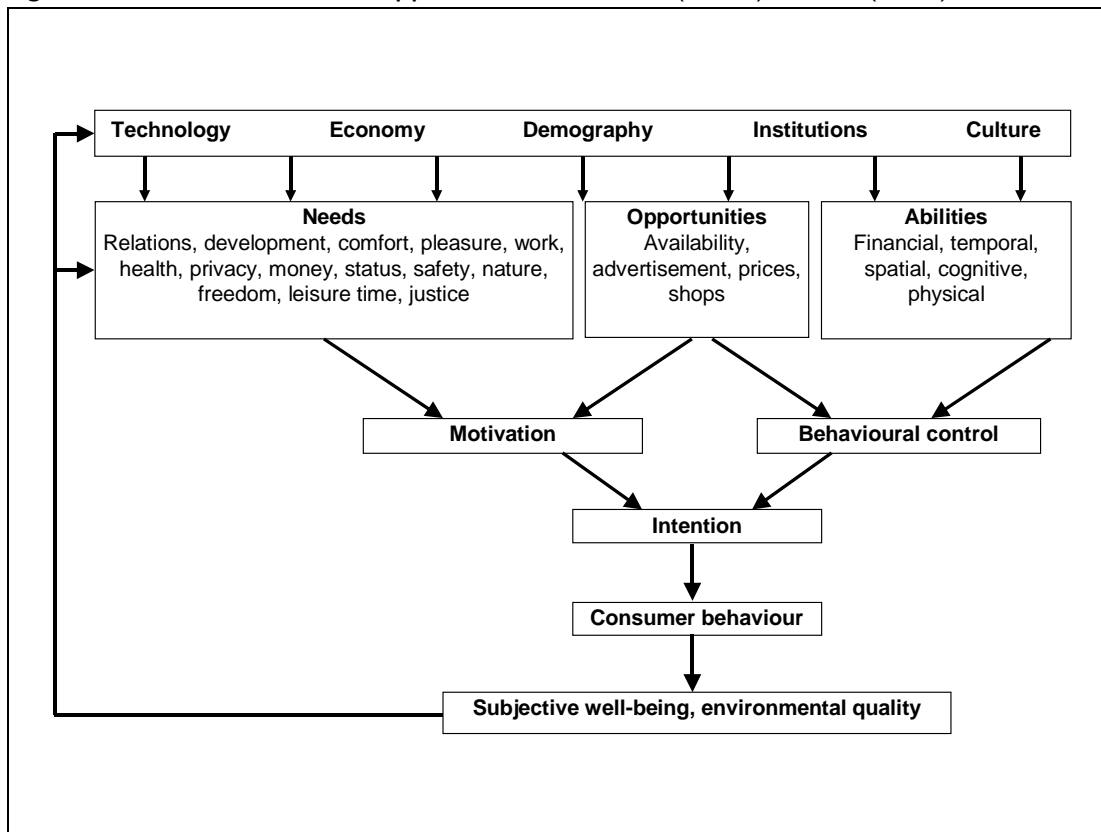 Technology Economy Demography Institutions Culture
Needs
Relations, development, comfort, pleasure, work,
health, privacy, money, status, safety, nature,
freedom, leisure time, justice
Opportunities
Availability,
advertisement, prices,
shops
Abilities
Financial, temporal,
spatial, cognitive,
physical
Motivation
Behavioural control
Intention
Consumer behaviour
Subjective well-being, environmental quality